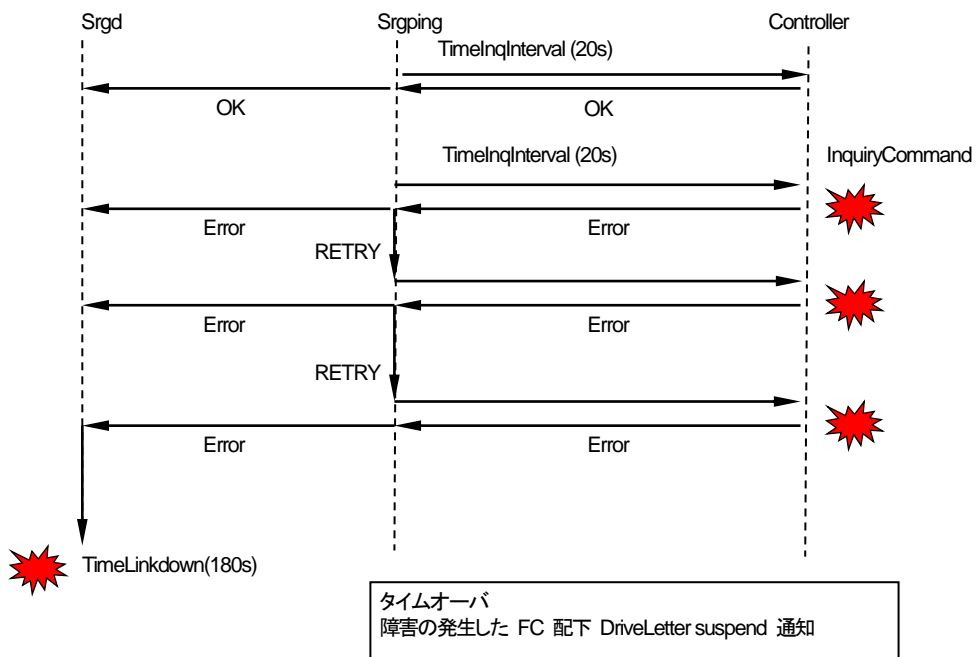 Srgd Srgping Controller
TimeInqInterval (20s)
OK OK
TimeInqInterval (20s) InquiryCommand
Error Error
RETRY
Error Error
RETRY
Error Error
TimeLinkdown(180s)
タイムオーバ
障害の発生した FC 配下 DriveLetter suspend 通知